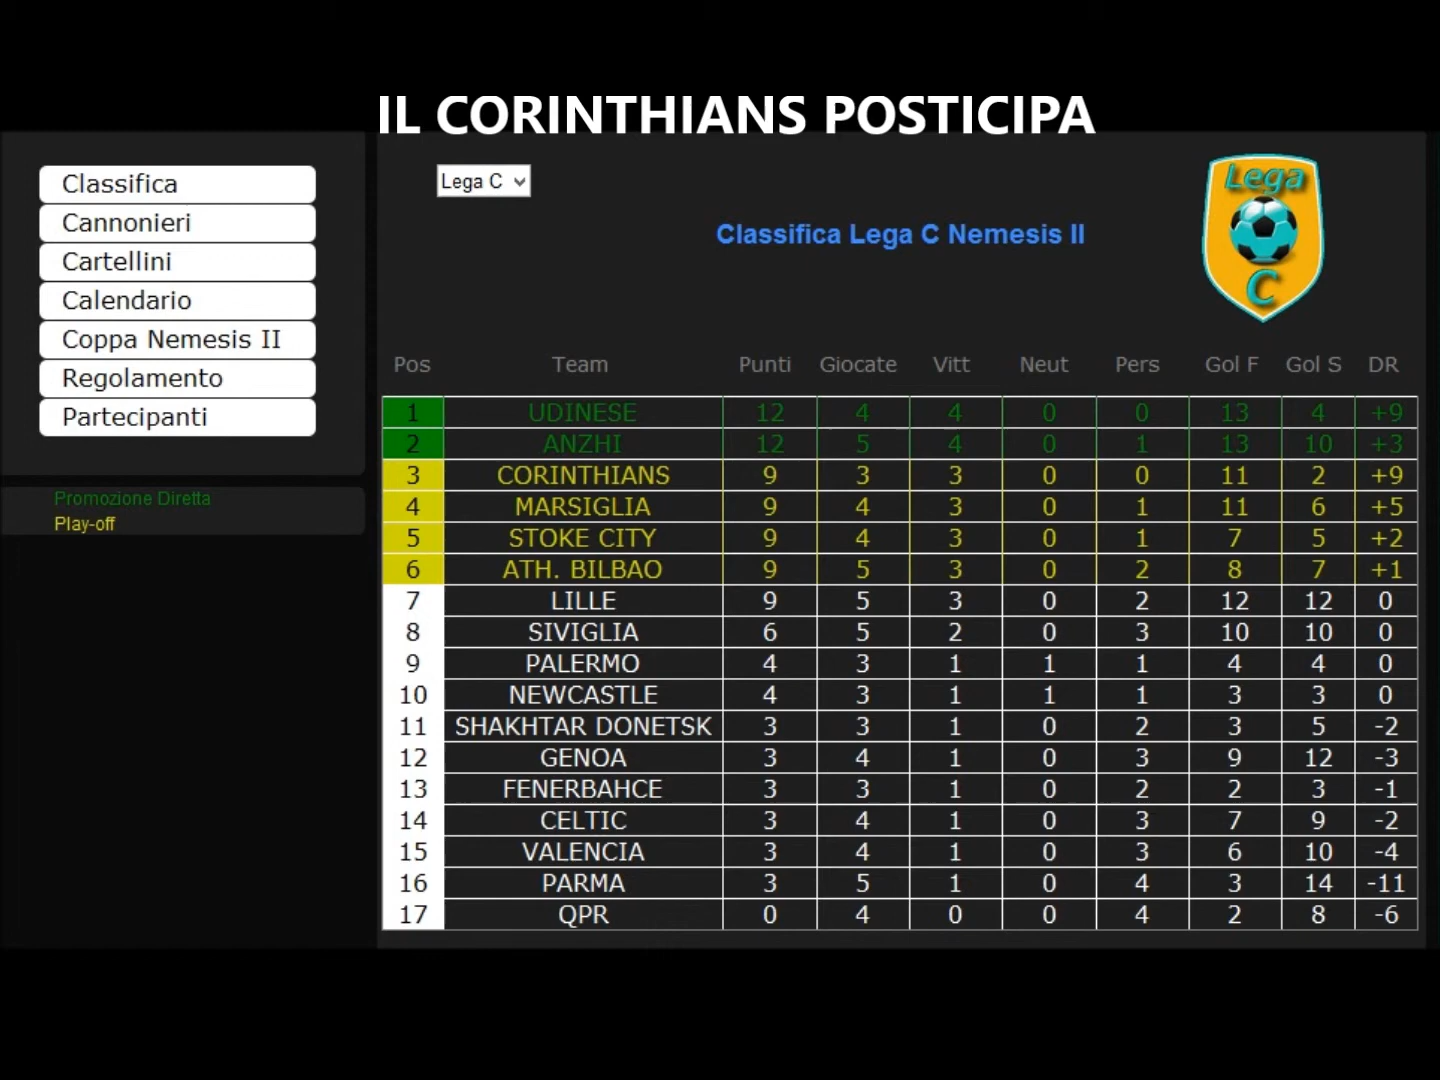 IL CORINTHIANS POSTICIPA
Classifica
Cannonieri
Cartellini
Calendario
Coppa Nemesis II
Regolamento
Partecipanti
Promozione Diretta
Play-off
Lega C
Classifica Lega C Nemesis II
Lega
C
Pos Team Punti Giocate Vitt Neut Pers Gol F Gol S DR
1 UDINESE 12 4 4 0 0 13 4 +9
2 ANZHI 12 5 4 0 1 13 10 +3
3 CORINTHIANS 9 3 3 0 0 11 2 +9
4 MARSIGLIA 9 4 3 0 1 11 6 +5
5 STOKE CITY 9 4 3 0 1 7 5 +2
6 ATH. BILBAO 9 5 3 0 2 8 7 +1
7 LILLE 9 5 3 0 2 12 12 0
8 SIVIGLIA 6 5 2 0 3 10 10 0
9 PALERMO 4 3 1 1 1 4 4 0
10 NEWCASTLE 4 3 1 1 1 3 3 0
11 SHAKHTAR DONETSK 3 3 1 0 2 3 5 -2
12 GENOA 3 4 1 0 3 9 12 -3
13 FENERBAHCE 3 3 1 0 2 2 3 -1
14 CELTIC 3 4 1 0 3 7 9 -2
15 VALENCIA 3 4 1 0 3 6 10 -4
16 PARMA 3 5 1 0 4 3 14 -11
17 QPR 0 4 0 0 4 2 8 -6